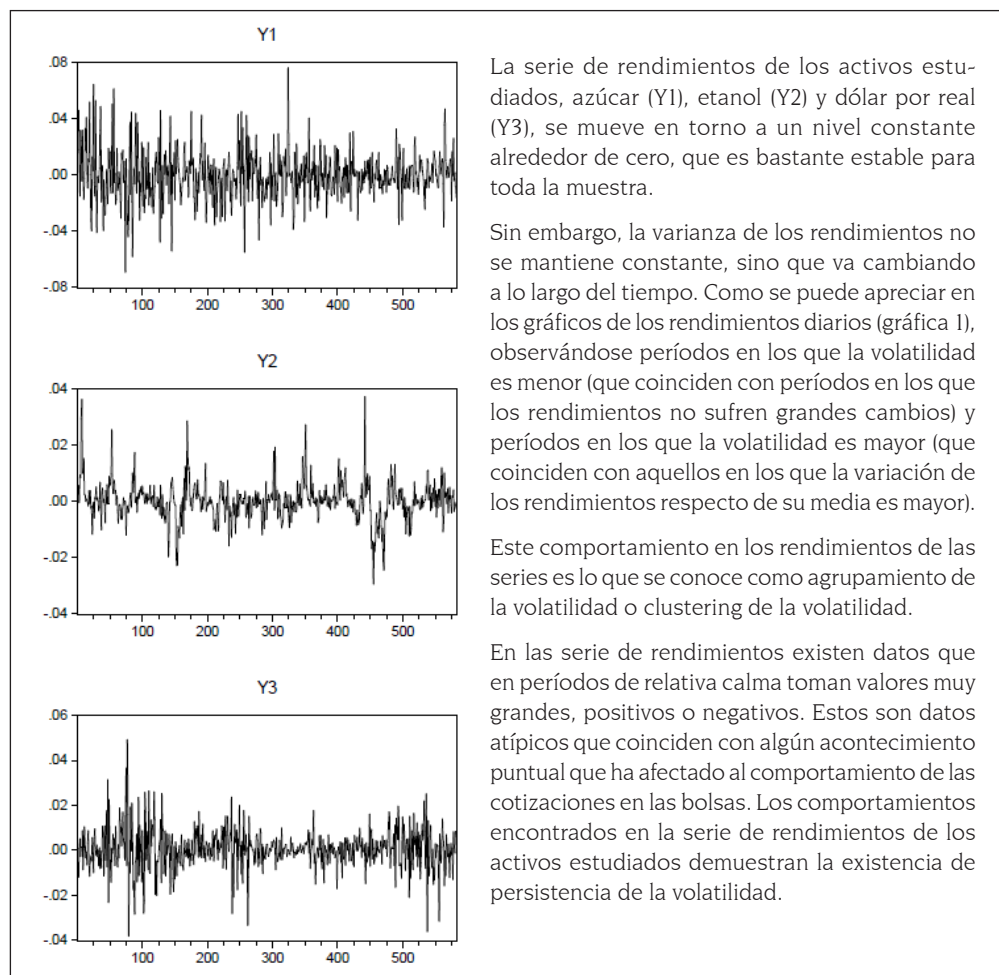 Y1
.08
.04
.00
-.04
-.08
100 200 300 400 500
Y2
.04
.02
.00
-.02
-.04
100 200 300 400 500
Y3
.06
.04
.02
.00
-.02
-.04
100 200 300 400 500
La serie de rendimientos de los activos estu-
diados, azúcar (Y1), etanol (Y2) y dólar por real
(Y3), se mueve en torno a un nivel constante
alrededor de cero, que es bastante estable para
toda la muestra.
Sin embargo, la varianza de los rendimientos no
se mantiene constante, sino que va cambiando
a lo largo del tiempo. Como se puede apreciar en
los gráficos de los rendimientos diarios (gráfica 1),
observándose períodos en los que la volatilidad
es menor (que coinciden con períodos en los que
los rendimientos no sufren grandes cambios) y
períodos en los que la volatilidad es mayor (que
coinciden con aquellos en los que la variación de
los rendimientos respecto de su media es mayor).
Este comportamiento en los rendimientos de las
series es lo que se conoce como agrupamiento de
la volatilidad o clustering de la volatilidad.
En las serie de rendimientos existen datos que
en períodos de relativa calma toman valores muy
grandes, positivos o negativos. Estos son datos
atípicos que coinciden con algún acontecimiento
puntual que ha afectado al comportamiento de las
cotizaciones en las bolsas. Los comportamientos
encontrados en la serie de rendimientos de los
activos estudiados demuestran la existencia de
persistencia de la volatilidad.